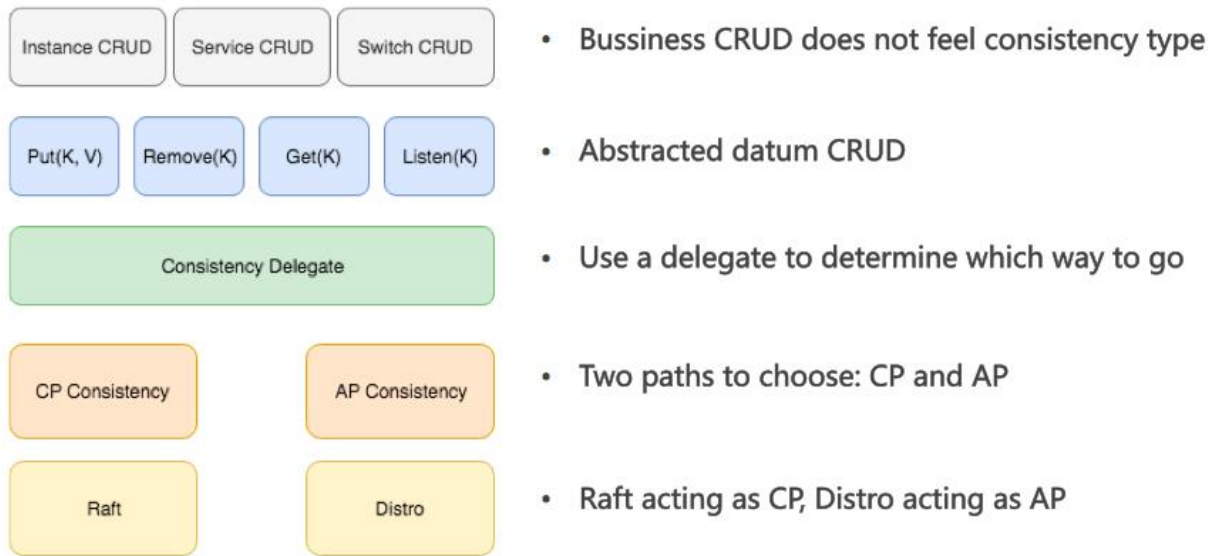 Instance CRUD Service CRUD Switch CRUD
• Bussiness CRUD does not feel consistency type
Put(K, V) Remove(K) Get(K) Listen(K)
• Abstracted datum CRUD
Consistency Delegate
• Use a delegate to determine which way to go
CP Consistency AP Consistency
• Two paths to choose: CP and AP
Raft Distro
• Raft acting as CP, Distro acting as AP